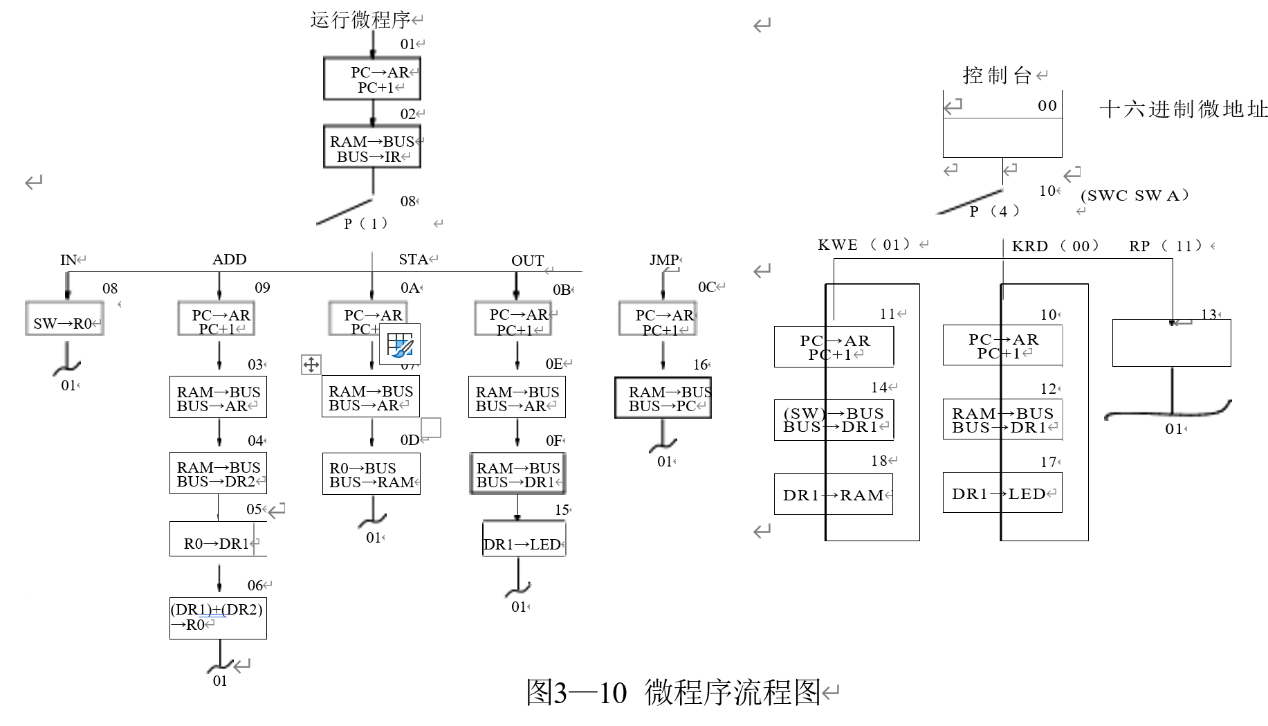 运行微程序
01
PC→AR
PC+1
02
RAM→BUS
BUS→IR
08
P（1）
IN
ADD
STA
OUT
JMP
08
SW→R0
01
09
PC→AR
PC+1
03
RAM→BUS
BUS→AR
04
RAM→BUS
BUS→DR2
05
R0→DR1
06
(DR1)+(DR2)
→R0
01
0A
PC→AR
RAM→BUS
BUS→AR
0D
R0→BUS
BUS→RAM
01
0B
PC→AR
PC+1
0E
RAM→BUS
BUS→AR
0F
RAM→BUS
BUS→DR1
15
DR1→LED
01
0C
PC→AR
PC+1
16
RAM→BUS
BUS→PC
01
控制台
00
十六进制微地址
10
(SWC SWA）
P（4）
KWE（01）
KRD（00）
RP（11）
11
PC→AR
PC+1
14
(SW)→BUS
BUS→DR1
18
DR1→RAM
10
PC→AR
PC+1
12
RAM→BUS
BUS→DR1
17
DR1→LED
13
01
图3—10 微程序流程图